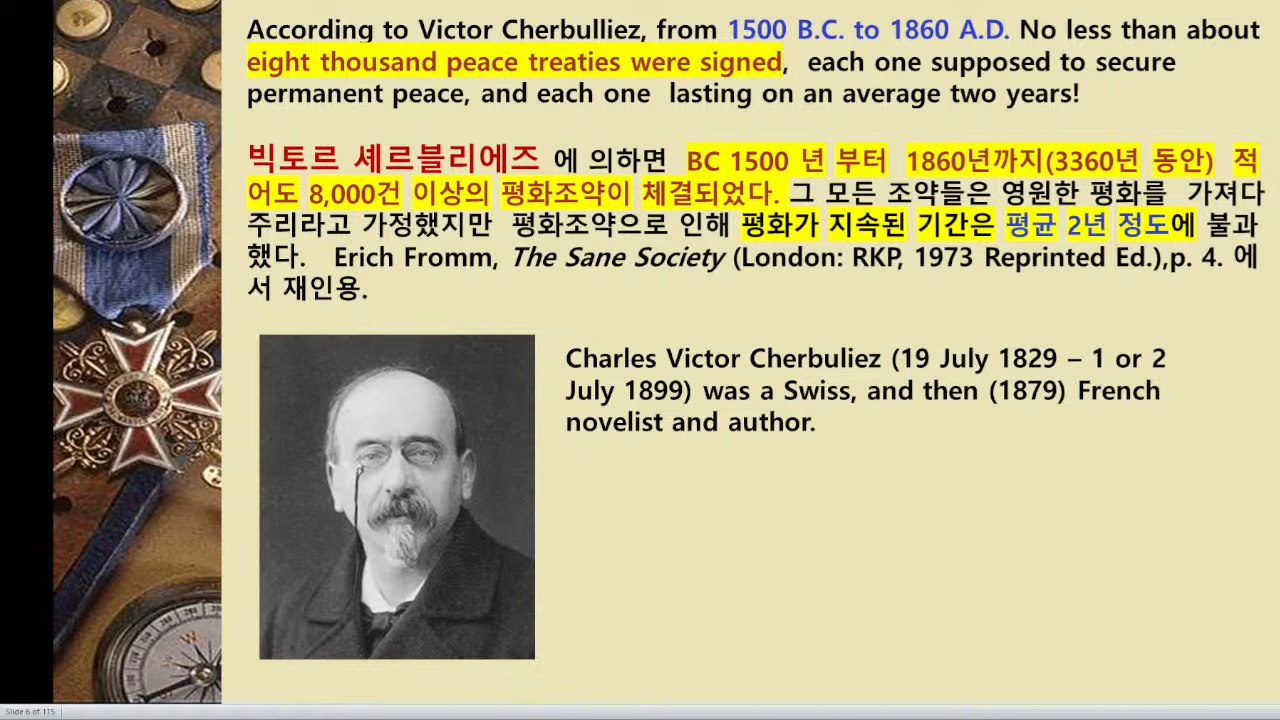 According to Victor Cherbulliez, from 1500 B.C. to 1860 A.D. No less than about
eight thousand peace treaties were signed, each one supposed to secure
permanent peace, and each one lasting on an average two years!
빅토르 셰르블리에즈 에 의하면 BC 1500 년 부터 1860년까지(3360년 동안) 적
어도 8,000건 이상의 평화조약이 체결되었다. 그 모든 조약들은 영원한 평화를 가져다
주리라고 가정했지만 평화조약으로 인해 평화가 지속된 기간은 평균 2년 정도에 불과
했다. Erich Fromm, The Sane Society (London: RKP, 1973 Reprinted Ed.),p. 4. 에
서 재인용.
Charles Victor Cherbuliez (19 July 1829 – 1 or 2
July 1899) was a Swiss, and then (1879) French
novelist and author.
Slide 6 of 115